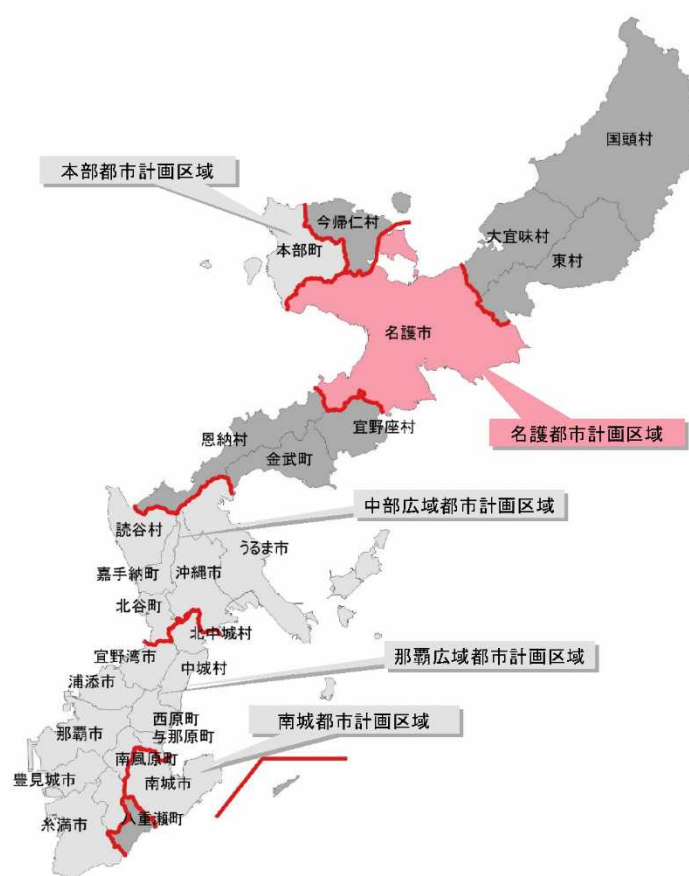 国頭村
本部都市計画区域
今帰仁村
大宜味村
本部町
東村
名護市
名護都市計画区域
宜野座村
恩納村
金武町
中部広域都市計画区域
読谷村
うるま市
嘉手納町
沖縄市
北谷町
北中城村
宜野湾市
中城村
那覇広域都市計画区域
浦添市
西原町
南城都市計画区域
那覇市
与那原町
南風原町
豊見城市
南城市
八重瀬町
糸満市